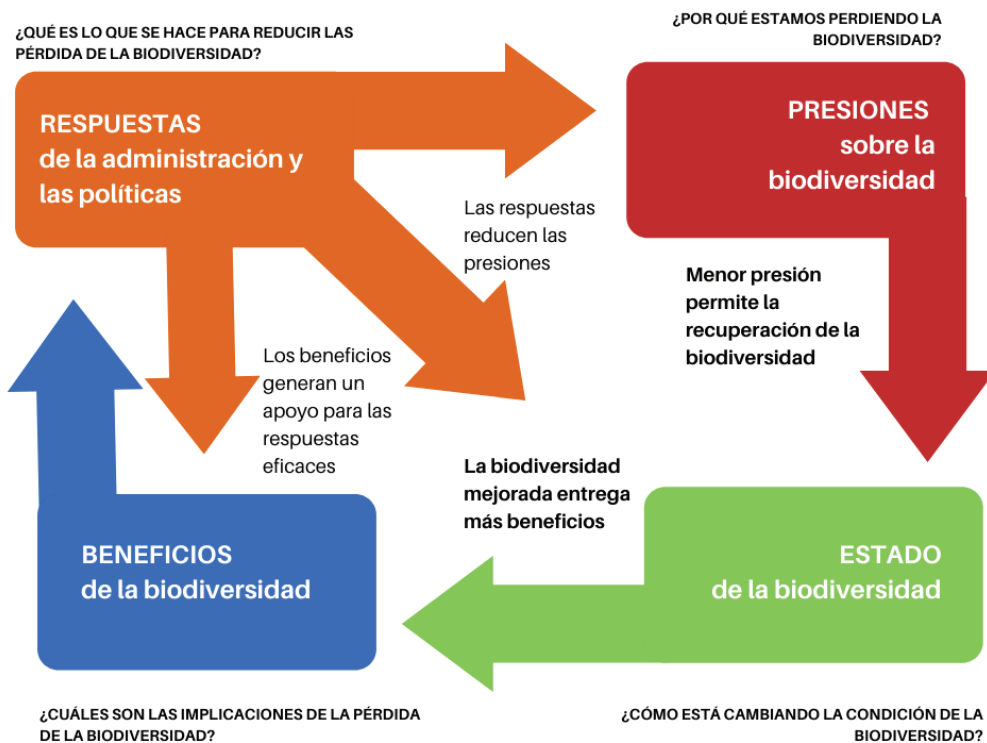 ¿QUÉ ES LO QUE SE HACE PARA REDUCIR LAS
PÉRDIDA DE LA BIODIVERSIDAD?
¿POR QUÉ ESTAMOS PERDIENDO LA
BIODIVERSIDAD?
RESPUESTAS
de la administración y
las políticas
PRESIONES
sobre la
biodiversidad
Las respuestas
reducen las
presiones
Menor presión
permite la
recuperación de la
biodiversidad
Los beneficios
generan un
apoyo para las
respuestas
eficaces
La biodiversidad
mejorada entrega
más beneficios
BENEFICIOS
de la biodiversidad
ESTADO
de la biodiversidad
¿CUÁLES SON LAS IMPLICACIONES DE LA PÉRDIDA
DE LA BIODIVERSIDAD?
¿CÓMO ESTÁ CAMBIANDO LA CONDICIÓN DE LA
BIODIVERSIDAD?